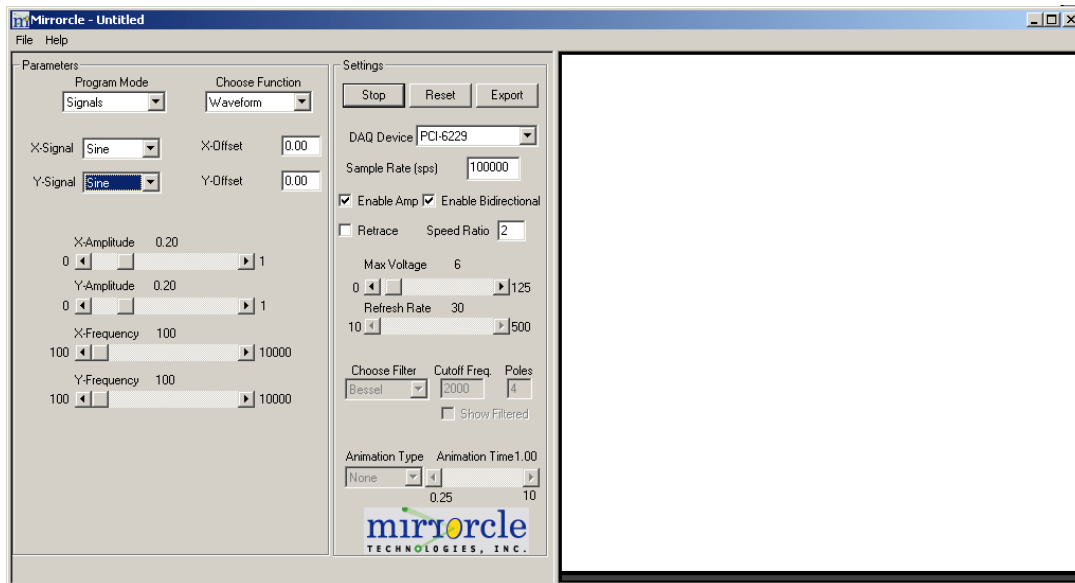 Mirrorcle - Untitled
File Help
Parameters
Program Mode Choose Function
Signals Waveform
X-Signal Sine X-Offset 0.00
Y-Signal Sine Y-Offset 0.00
X-Amplitude 0.20
0 1
Y-Amplitude 0.20
0 1
X-Frequency 100
100 10000
Y-Frequency 100
100 10000
Settings
Stop Reset Export
DAQ Device PCI-6229
Sample Rate (sps) 100000
Enable Amp Enable Bidirectional
Retrace Speed Ratio 2
Max Voltage 6
0 125
Refresh Rate 30
10 500
Choose Filter Cutoff Freq. Poles
Bessel 2000 4
Show Filtered
Animation Type Animation Time 1.00
None
0.25 10
mirrorcle
TECHNOLOGIES, INC.